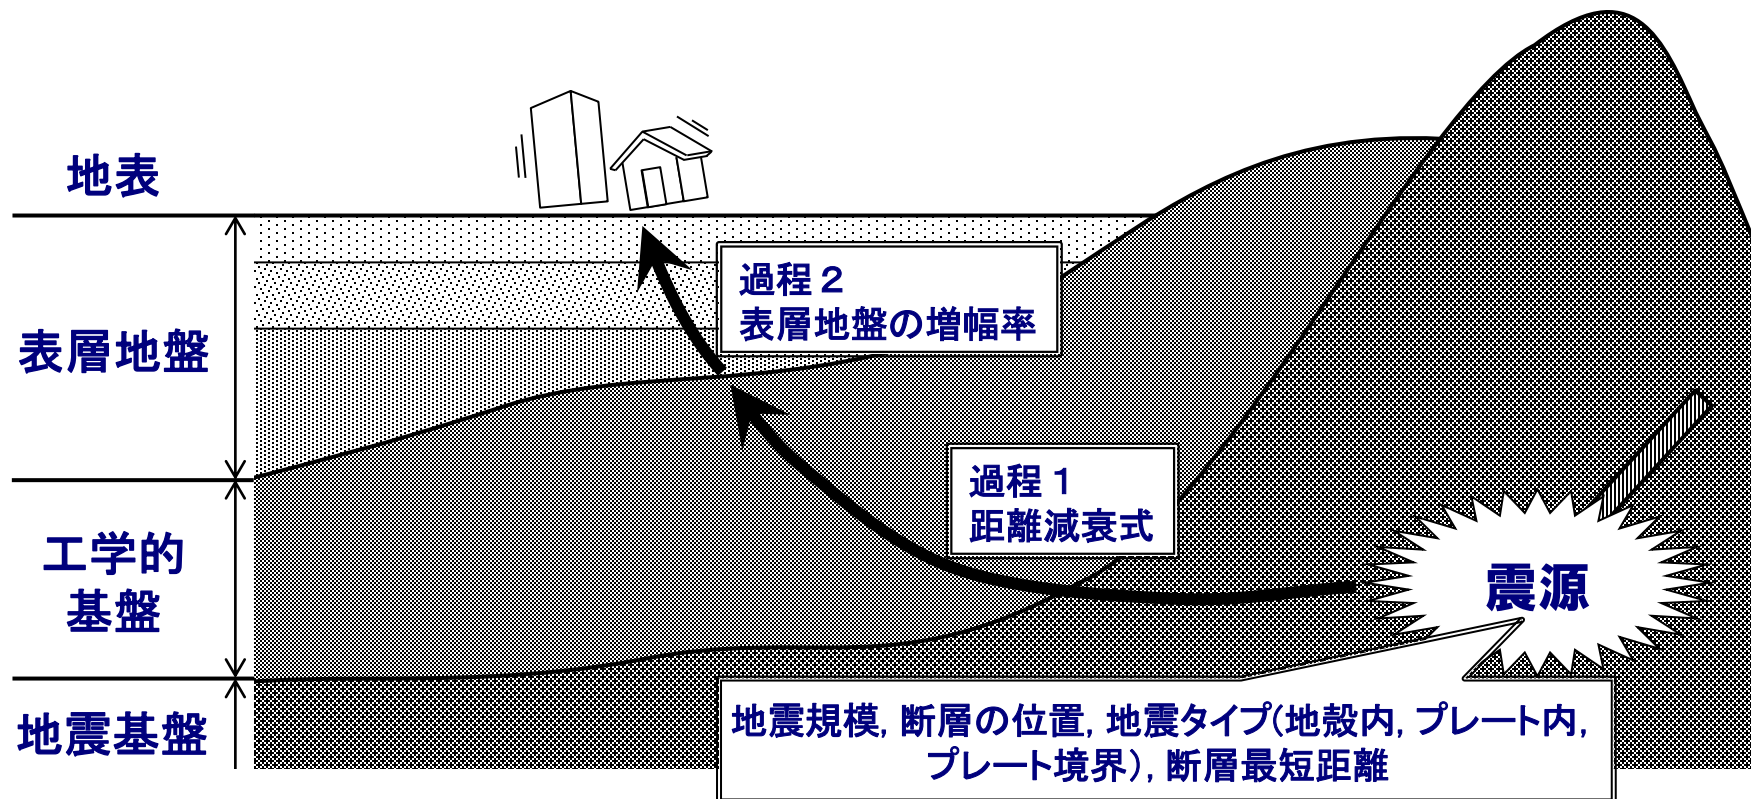 地表
表層地盤
工学的
基盤
地震基盤
過程2
表層地盤の増幅率
過程1
距離減衰式
震源
地震規模, 断層の位置, 地震タイプ(地殻内, プレート内,
プレート境界), 断層最短距離